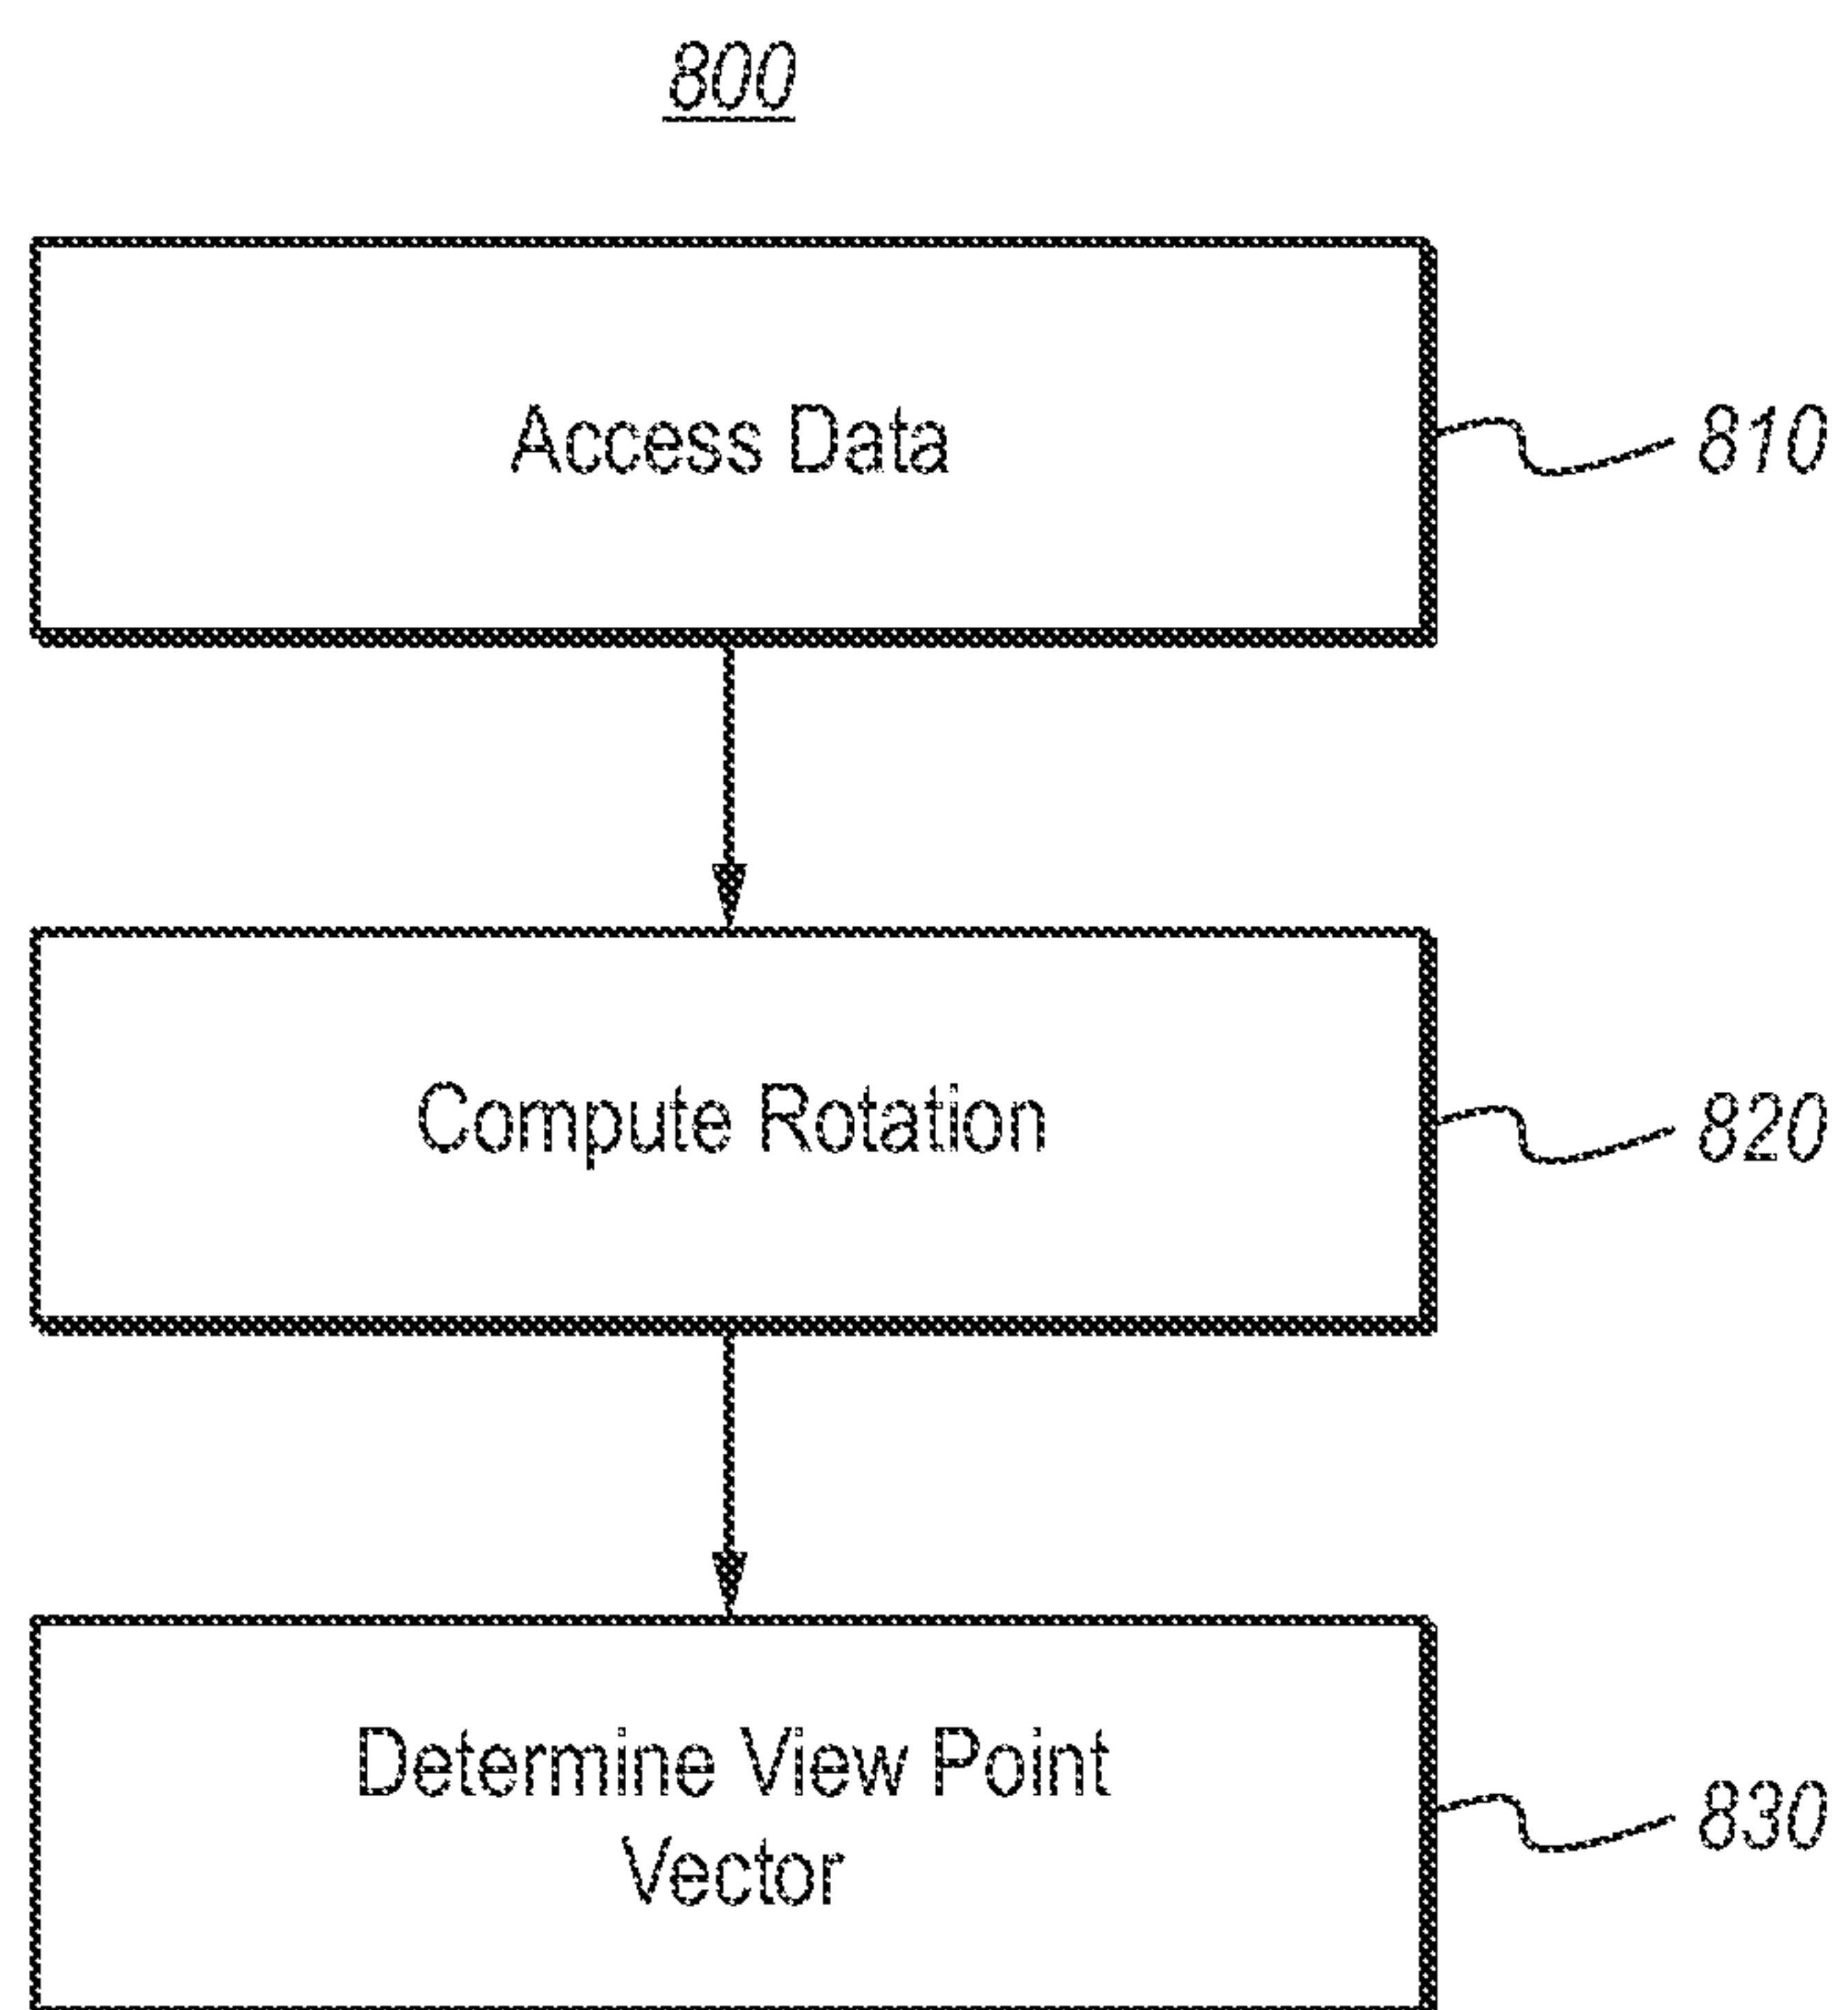 800
Access Data
810
Compute Rotation
820
Determine View Point
Vector
830